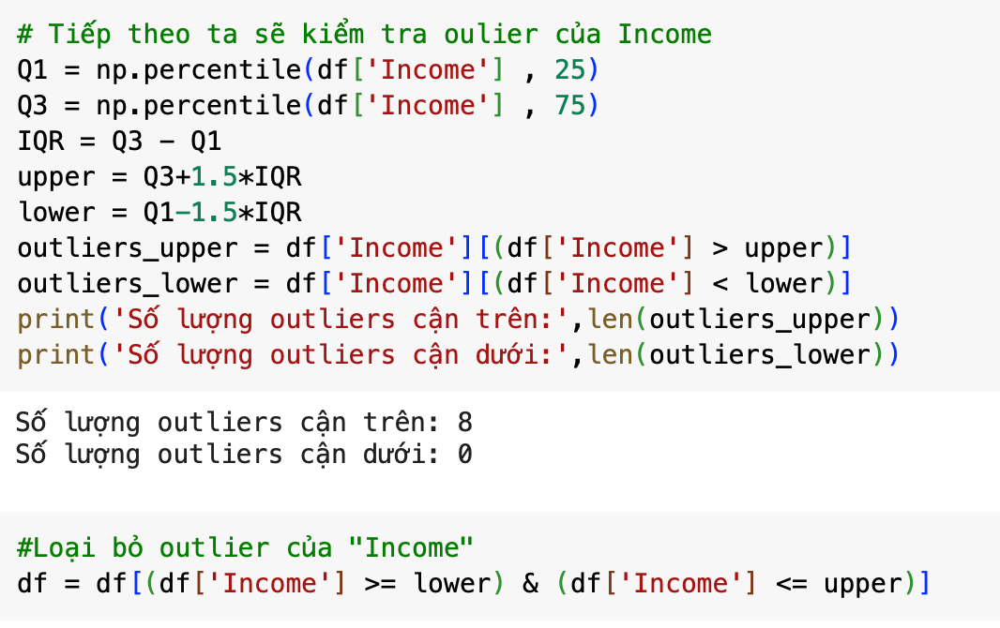 # Tiếp theo ta sẽ kiểm tra oulier của Income
Q1 = np.percentile(df['Income'] , 25)
Q3 = np.percentile(df['Income'] , 75)
IQR = Q3 - Q1
upper = Q3+1.5*IQR
lower = Q1-1.5*IQR
outliers_upper = df['Income'][(df['Income'] > upper)]
outliers_lower = df['Income'][(df['Income'] < lower)]
print('Số lượng outliers cận trên:',len(outliers_upper))
print('Số lượng outliers cận dưới:',len(outliers_lower))
Số lượng outliers cận trên: 8
Số lượng outliers cận dưới: 0
#Loại bỏ outlier của "Income"
df = df[(df['Income'] >= lower) & (df['Income'] <= upper)]